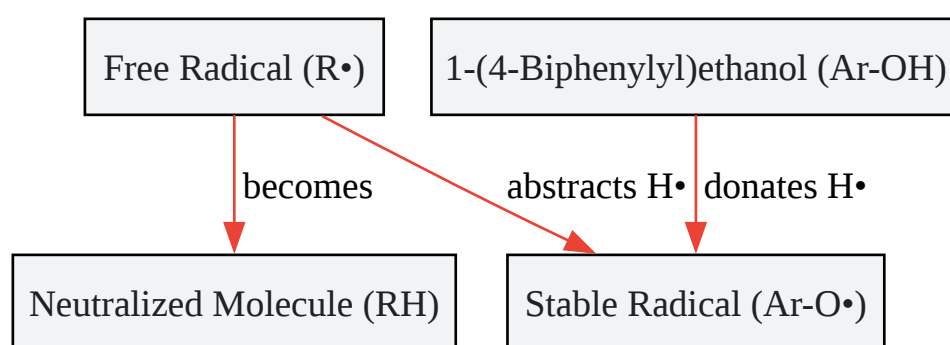 Free Radical (R•)
1-(4-Biphenylyl)ethanol (Ar-OH)
becomes
abstracts H•
donates H•
Neutralized Molecule (RH)
Stable Radical (Ar-O•)